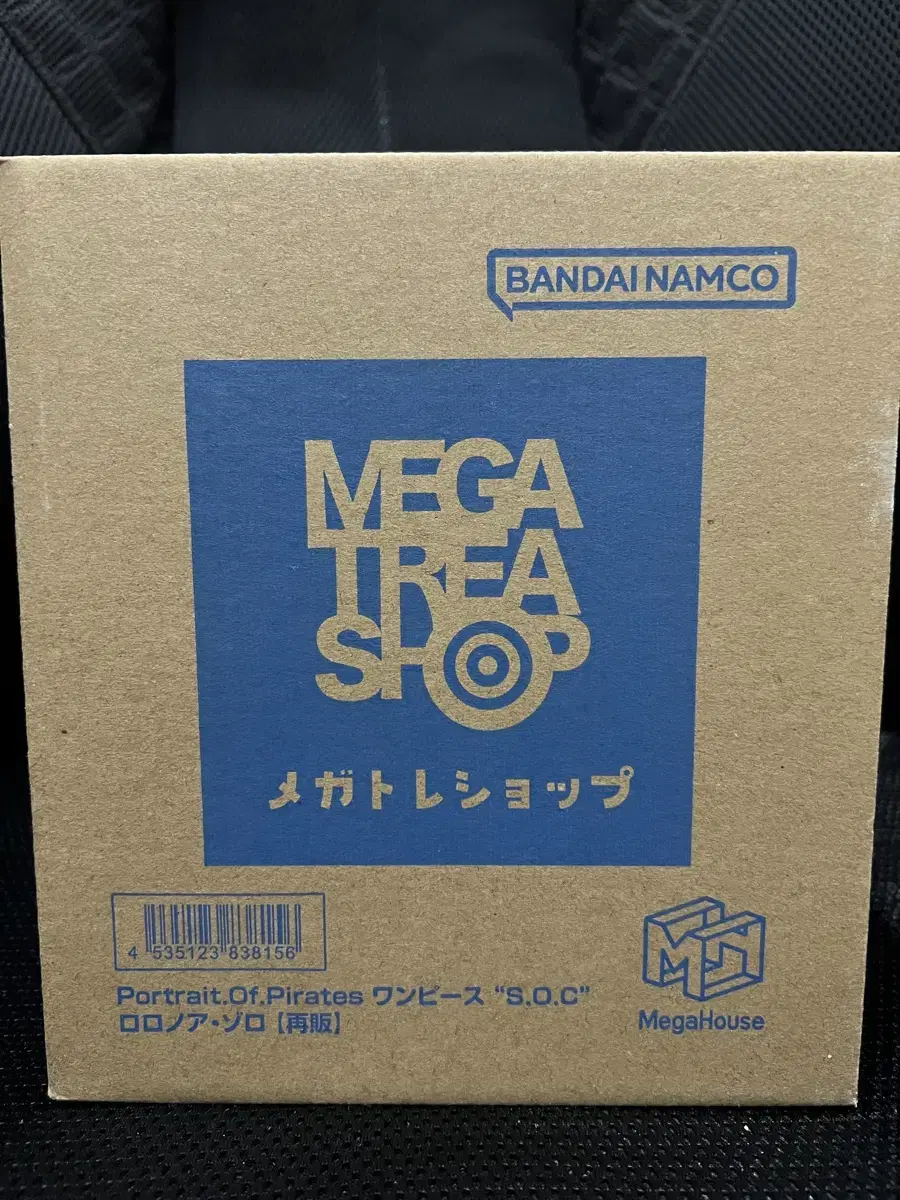 BANDAI NAMCO
MEGA
TREA
SHOP
メガトレショップ
4 535123 838156
Portrait.Of.Pirates ワンピース “S.O.C”
ロロノア・ゾロ【再販】
MegaHouse